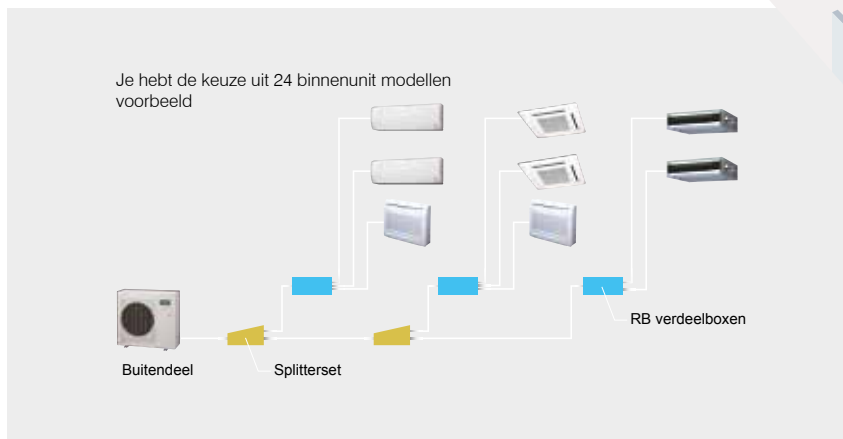 Je hebt de keuze uit 24 binnenunit modellen
voorbeeld
RB verdeelboxen
Buitendeel
Splitterset